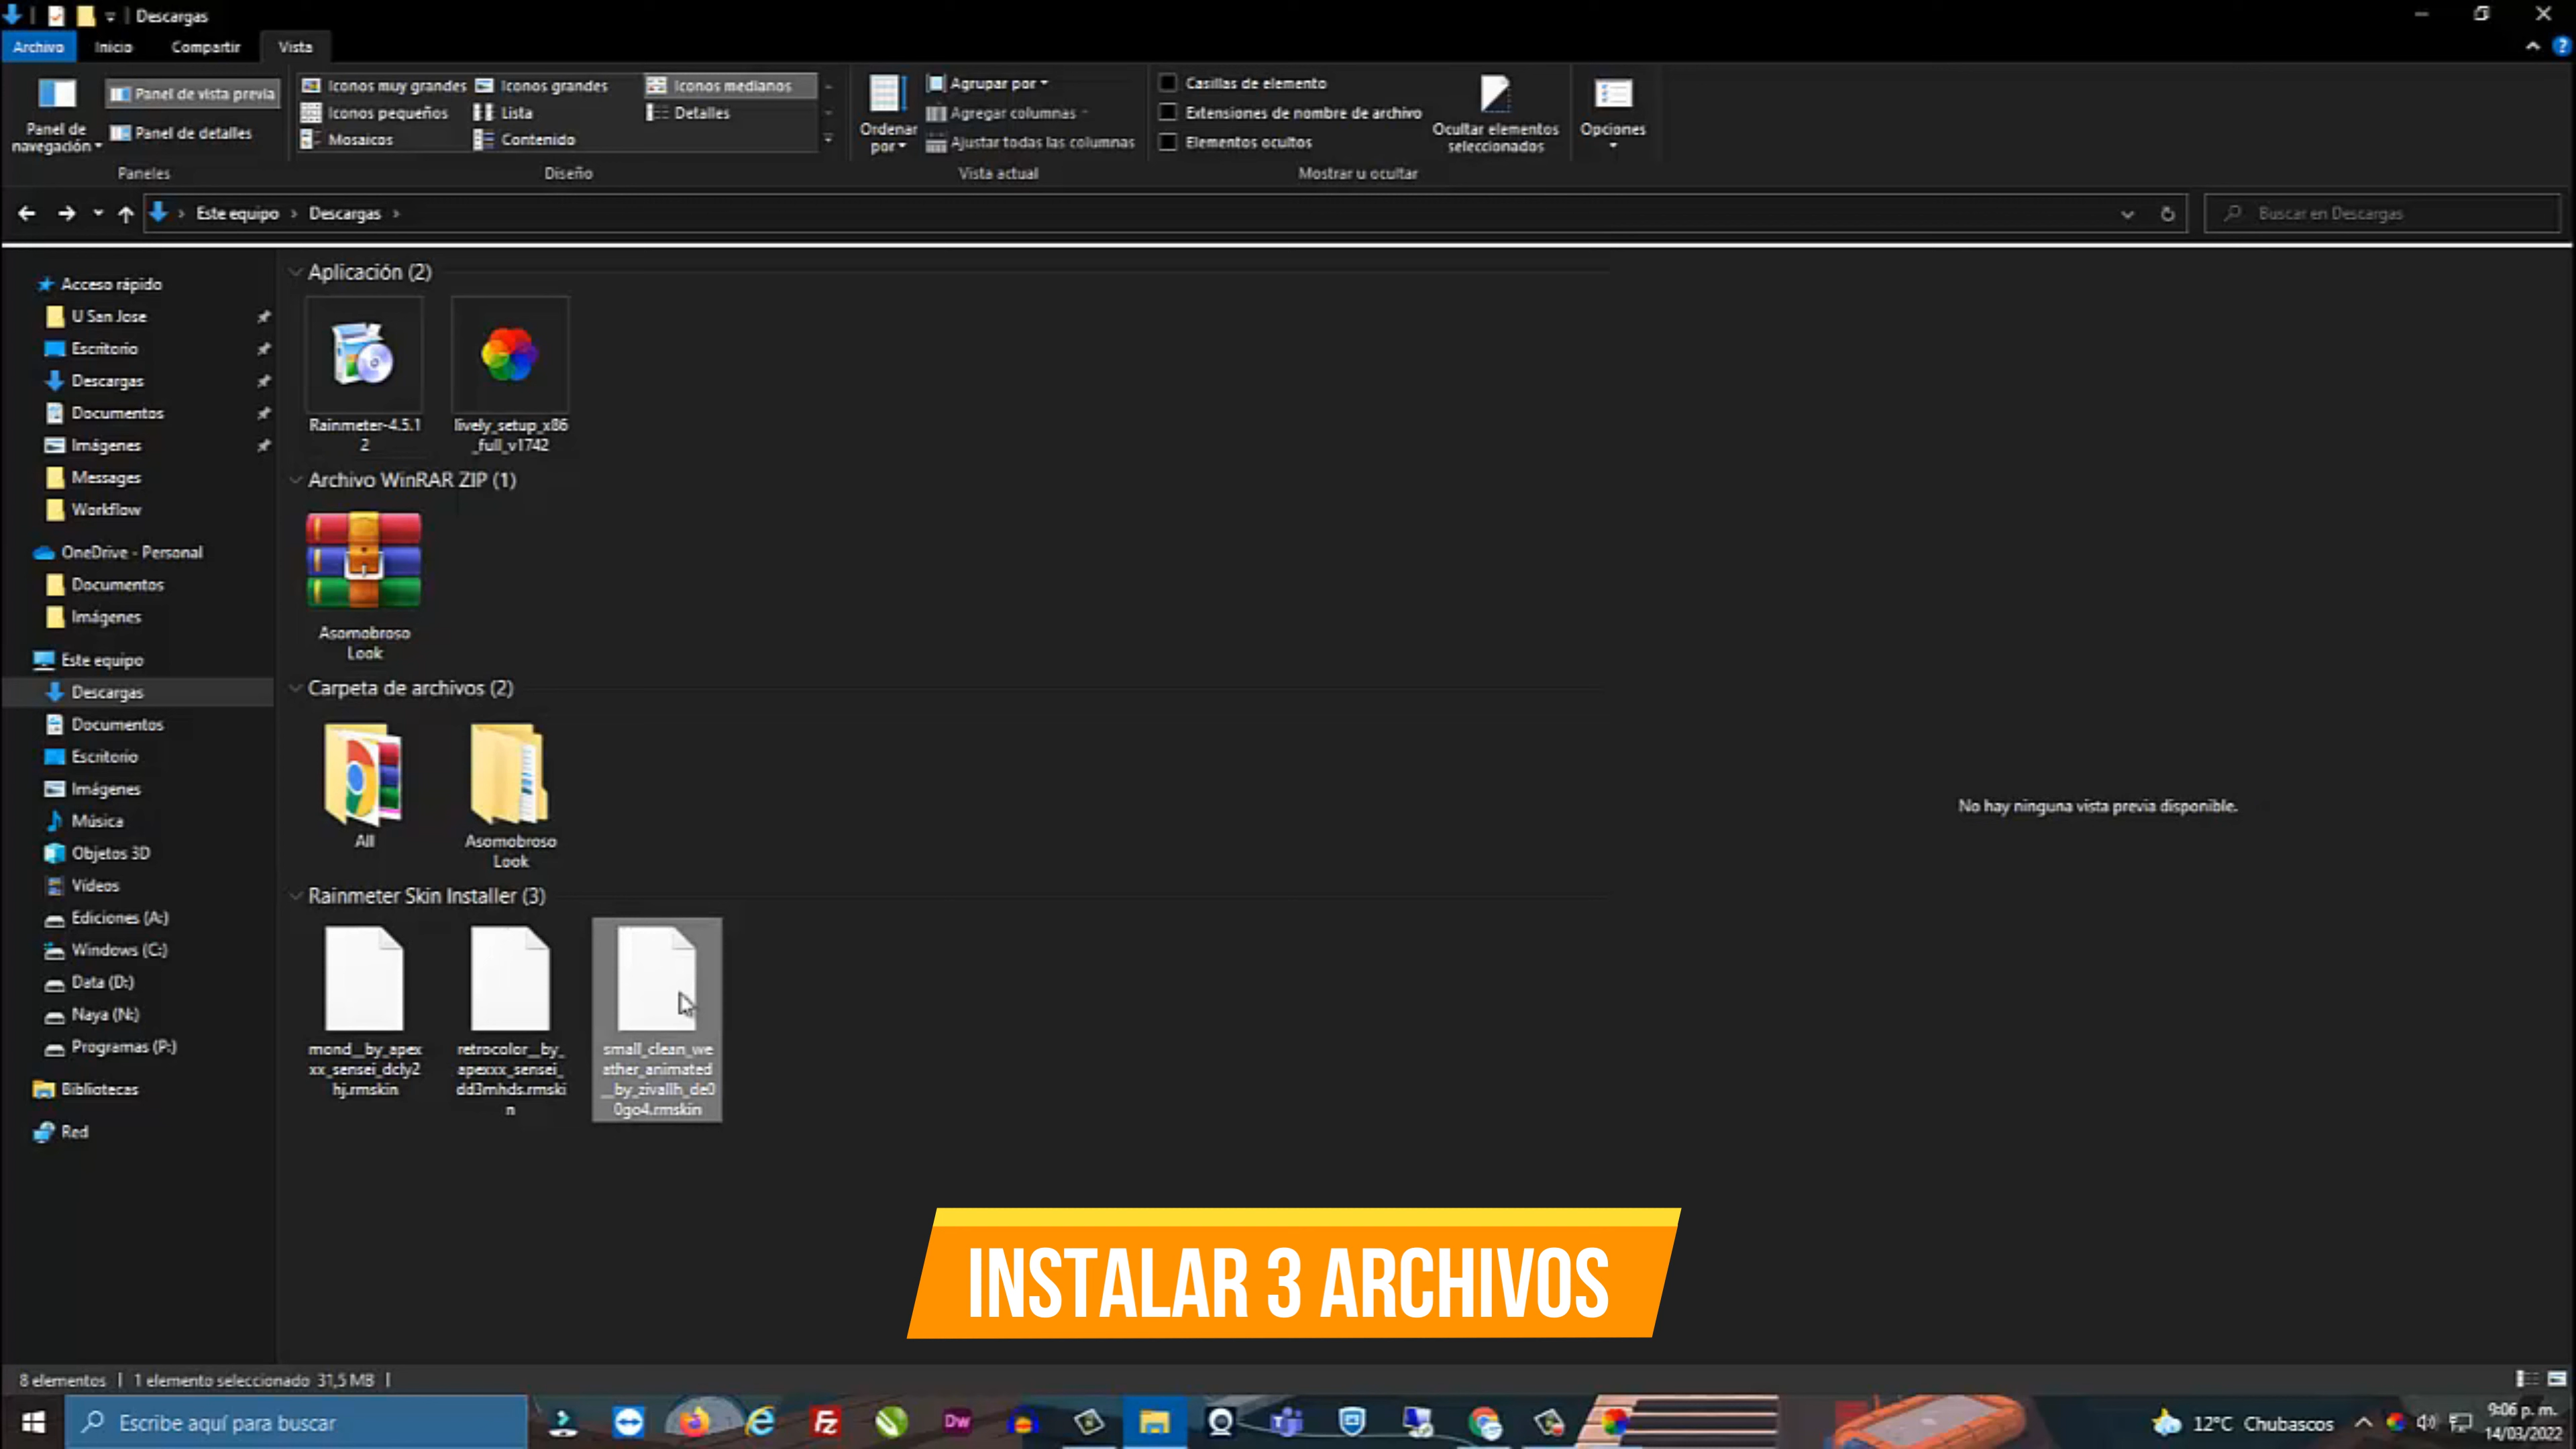 Descargas
Archivo Inicio Compartir Vista
Panel de navegación
Panel de vista previa
Panel de detalles
Paneles
Iconos muy grandes Iconos grandes Iconos medianos
Iconos pequeños Lista Detalles
Mosaicos Contenido
Diseño
Ordenar por
Agrupar por
Agregar columnas
Ajustar todas las columnas
Vista actual
Casillas de elemento
Extensiones de nombre de archivo
Elementos ocultos
Ocultar elementos
seleccionados
Mostrar u ocultar
Opciones
Este equipo > Descargas >
Buscar en Descargas
Acceso rápido
U San Jose
Escritorio
Descargas
Documentos
Imágenes
Messages
Workflow
OneDrive - Personal
Documentos
Imágenes
Este equipo
Descargas
Documentos
Escritorio
Imágenes
Música
Objetos 3D
Vídeos
Ediciones (A:)
Windows (C:)
Data (D:)
Naya (N:)
Programas (P:)
Bibliotecas
Red
Aplicación (2)
Rainmeter-4.5.1
2
lively_setup_x86
_full_v1742
Archivo WinRAR ZIP (1)
Asomobroso
Look
Carpeta de archivos (2)
All
Asomobroso
Look
Rainmeter Skin Installer (3)
mond__by_apex
xx_sensei_dcly2
hj.rmskin
retrocolor__by_
apexxx_sensei_
dd3mhds.rmski
n
small_clean_we
ather_animated
__by_zivallh_de0
0go4.rmskin
No hay ninguna vista previa disponible.
INSTALAR 3 ARCHIVOS
8 elementos | 1 elemento seleccionado 31,5 MB |
Escribe aquí para buscar
Fz
Dw
12°C Chubascos
9:06 p. m.
14/03/2022